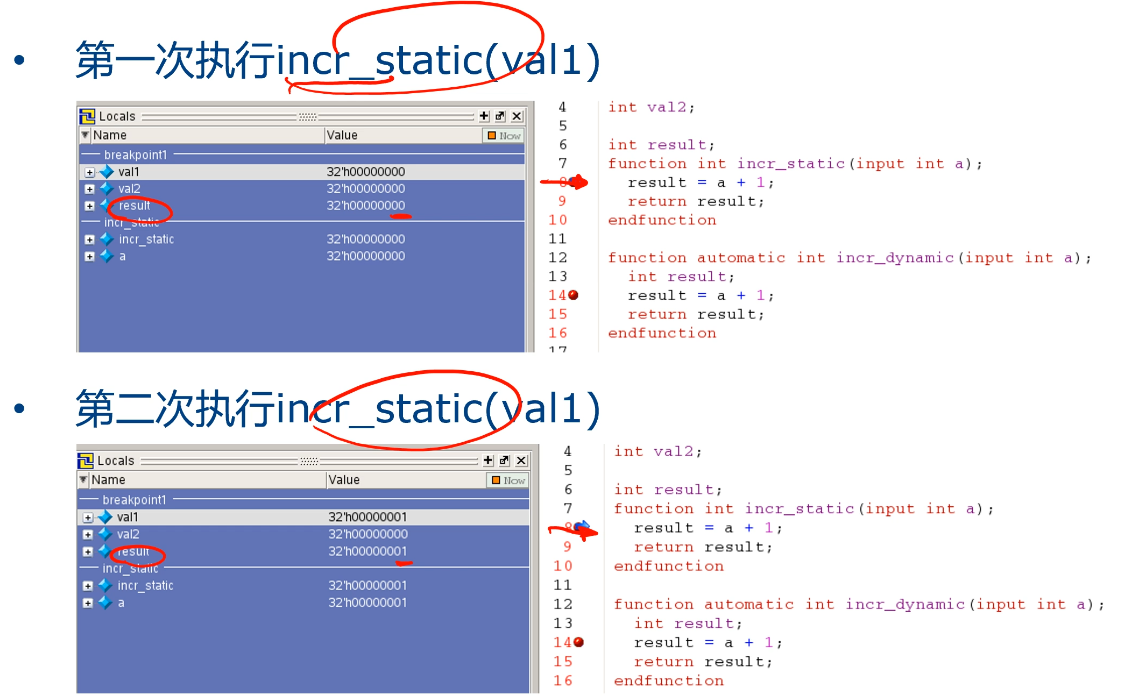 • 第一次执行incr_static(val1)
Locals
Name Value Now
breakpoint1
val1 32'h00000000
val2 32'h00000000
result 32'h00000000
incr_static
incr_static 32'h00000000
a 32'h00000000
4 int val2;
5
6 int result;
7 function int incr_static(input int a);
8 result = a + 1;
9 return result;
10 endfunction
11
12 function automatic int incr_dynamic(input int a);
13 int result;
14 result = a + 1;
15 return result;
16 endfunction
17
• 第二次执行incr_static(val1)
Locals
Name Value Now
breakpoint1
val1 32'h00000001
val2 32'h00000000
result 32'h00000001
incr_static
incr_static 32'h00000001
a 32'h00000001
4 int val2;
5
6 int result;
7 function int incr_static(input int a);
8 result = a + 1;
9 return result;
10 endfunction
11
12 function automatic int incr_dynamic(input int a);
13 int result;
14 result = a + 1;
15 return result;
16 endfunction